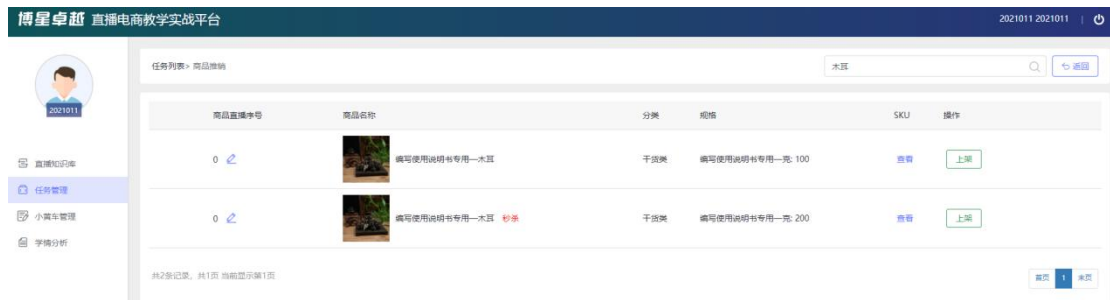 博星卓越 直播电商教学实战平台
2021011 2021011
任务列表> 商品推销
木耳
返回
2021011
直播知识库
任务管理
小黄车管理
学情分析
商品直播序号 商品名称 分类 规格 SKU 操作
0 编写使用说明书专用—木耳 干货类 编写使用说明书专用—克: 100 查看 上架
0 编写使用说明书专用—木耳 秒杀 干货类 编写使用说明书专用—克: 200 查看 上架
共2条记录, 共1页 当前显示第1页
首页 1 末页